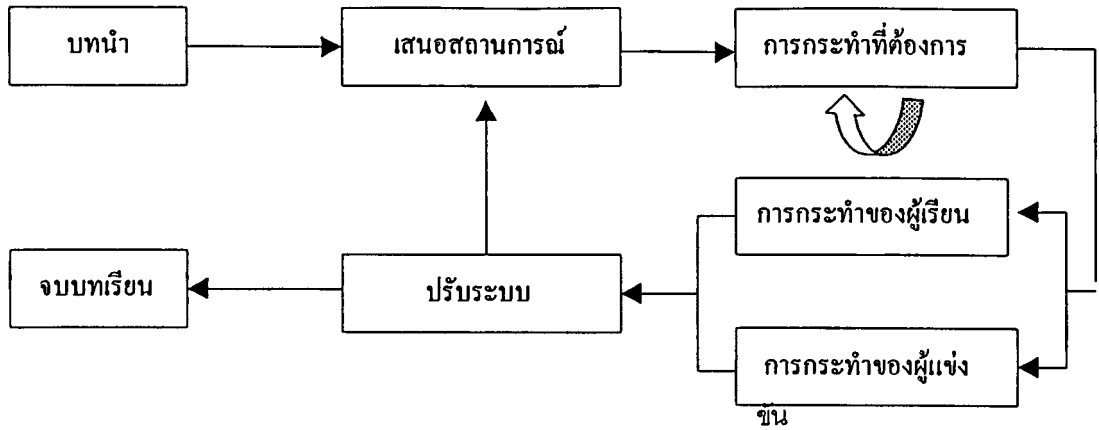 บทนำ
เสนอสถานการณ์
การกระทำที่ต้องการ
การกระทำของผู้เรียน
จบบทเรียน
ปรับระบบ
การกระทำของผู้แข่ง
ขัน